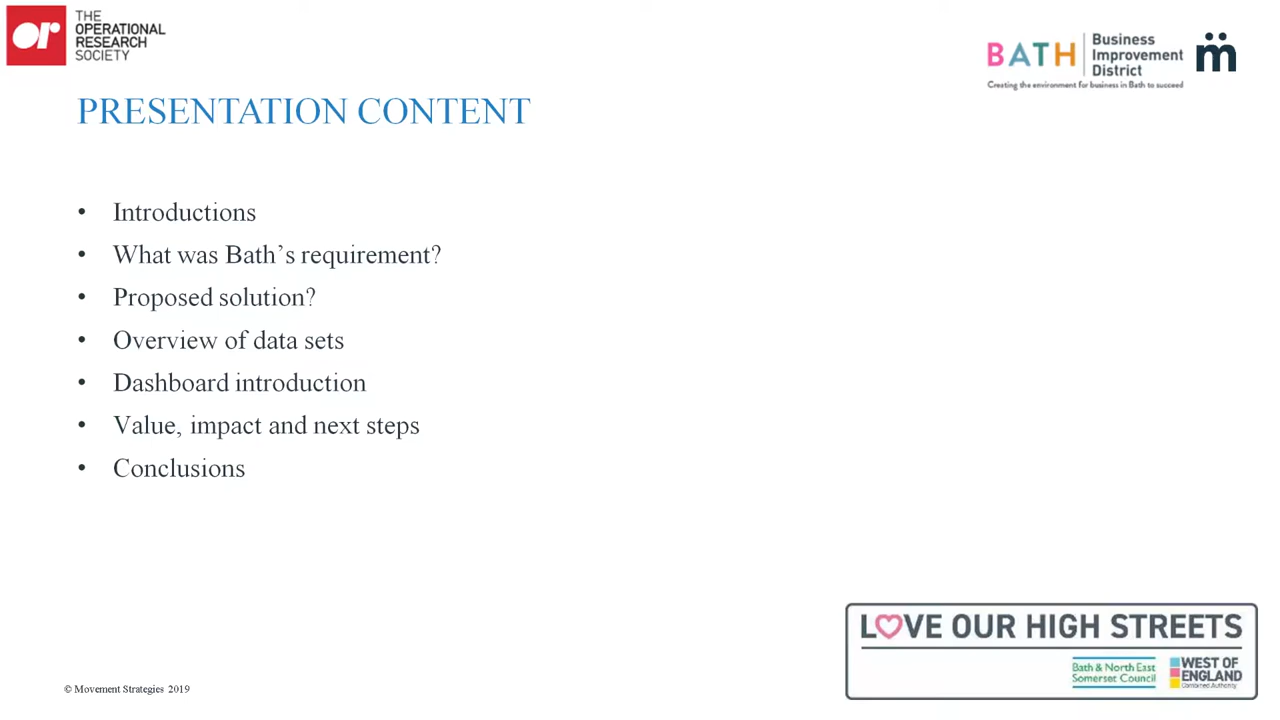 THE
OPERATIONAL
RESEARCH
SOCIETY
or
BATH
Business
Improvement
District
m
Creating the environment for business in Bath to succeed
PRESENTATION CONTENT
• Introductions
• What was Bath’s requirement?
• Proposed solution?
• Overview of data sets
• Dashboard introduction
• Value, impact and next steps
• Conclusions
LOVE OUR HIGH STREETS
Bath & North East
Somerset Council
WEST OF
ENGLAND
Combined Authority
© Movement Strategies 2019